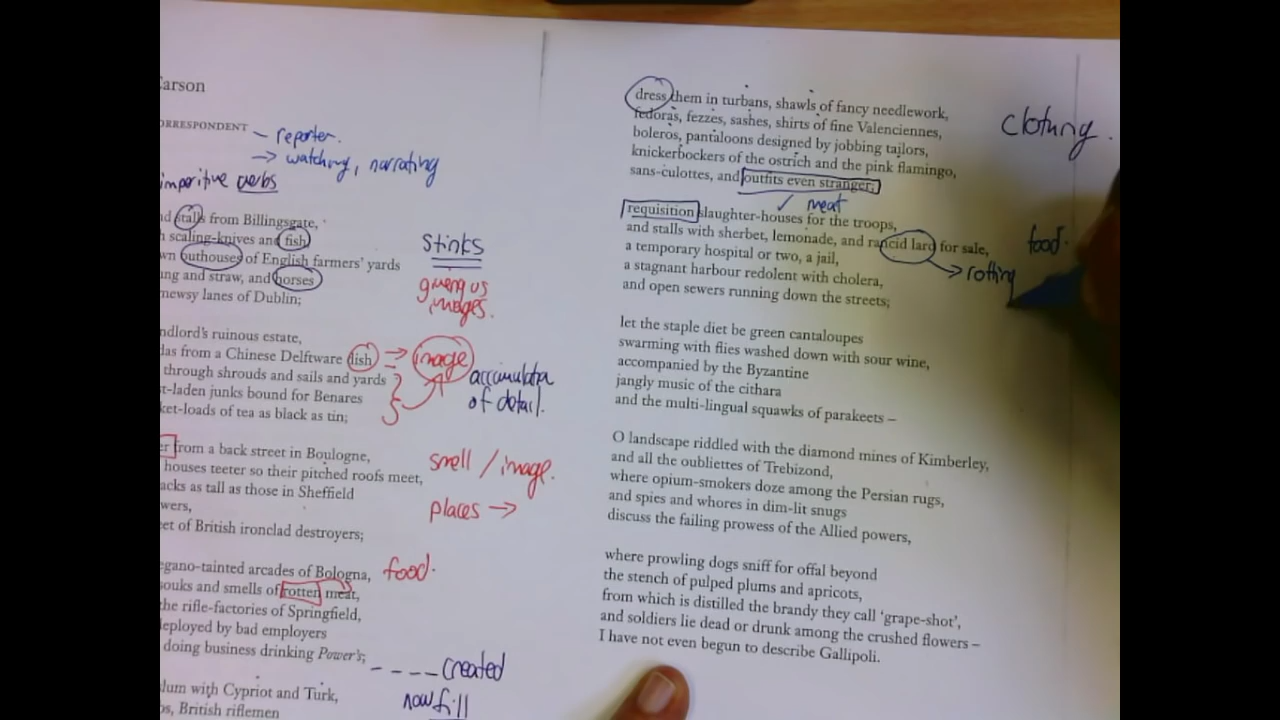 Carson
ORRESPONDENT
– reporter.
→ watching, narrating
imperitive verbs
d stalls from Billingsgate,
h scaling-knives and fish
wn outhouses of English farmers' yards
ung and straw, and horses
mewsy lanes of Dublin;
Stinks
giving us
images.
ndlord's ruinous estate,
las from a Chinese Delftware dish
through shrouds and sails and yards
t-laden junks bound for Benares
ket-loads of tea as black as tin;
⇒ image
accumulation
of detail.
er from a back street in Boulogne,
houses teeter so their pitched roofs meet,
acks as tall as those in Sheffield
wers,
eet of British ironclad destroyers;
smell / image.
places →
egano-tainted arcades of Bologna,
souks and smells of rotten meat,
the rifle-factories of Springfield,
deployed by bad employers
doing business drinking Power's;
food.
---- created
now fill
lum with Cypriot and Turk,
os, British riflemen
dress them in turbans, shawls of fancy needlework,
fedoras, fezzes, sashes, shirts of fine Valenciennes,
boleros, pantaloons designed by jobbing tailors,
knickerbockers of the ostrich and the pink flamingo,
sans-culottes, and outfits even stranger;
clothing.
✓ meat
requisition slaughter-houses for the troops,
and stalls with sherbet, lemonade, and rancid lard for sale,
a temporary hospital or two, a jail,
a stagnant harbour redolent with cholera,
and open sewers running down the streets;
food.
→ rotting
let the staple diet be green cantaloupes
swarming with flies washed down with sour wine,
accompanied by the Byzantine
jangly music of the cithara
and the multi-lingual squawks of parakeets –
O landscape riddled with the diamond mines of Kimberley,
and all the oubliettes of Trebizond,
where opium-smokers doze among the Persian rugs,
and spies and whores in dim-lit snugs
discuss the failing prowess of the Allied powers,
where prowling dogs sniff for offal beyond
the stench of pulped plums and apricots,
from which is distilled the brandy they call 'grape-shot',
and soldiers lie dead or drunk among the crushed flowers –
I have not even begun to describe Gallipoli.